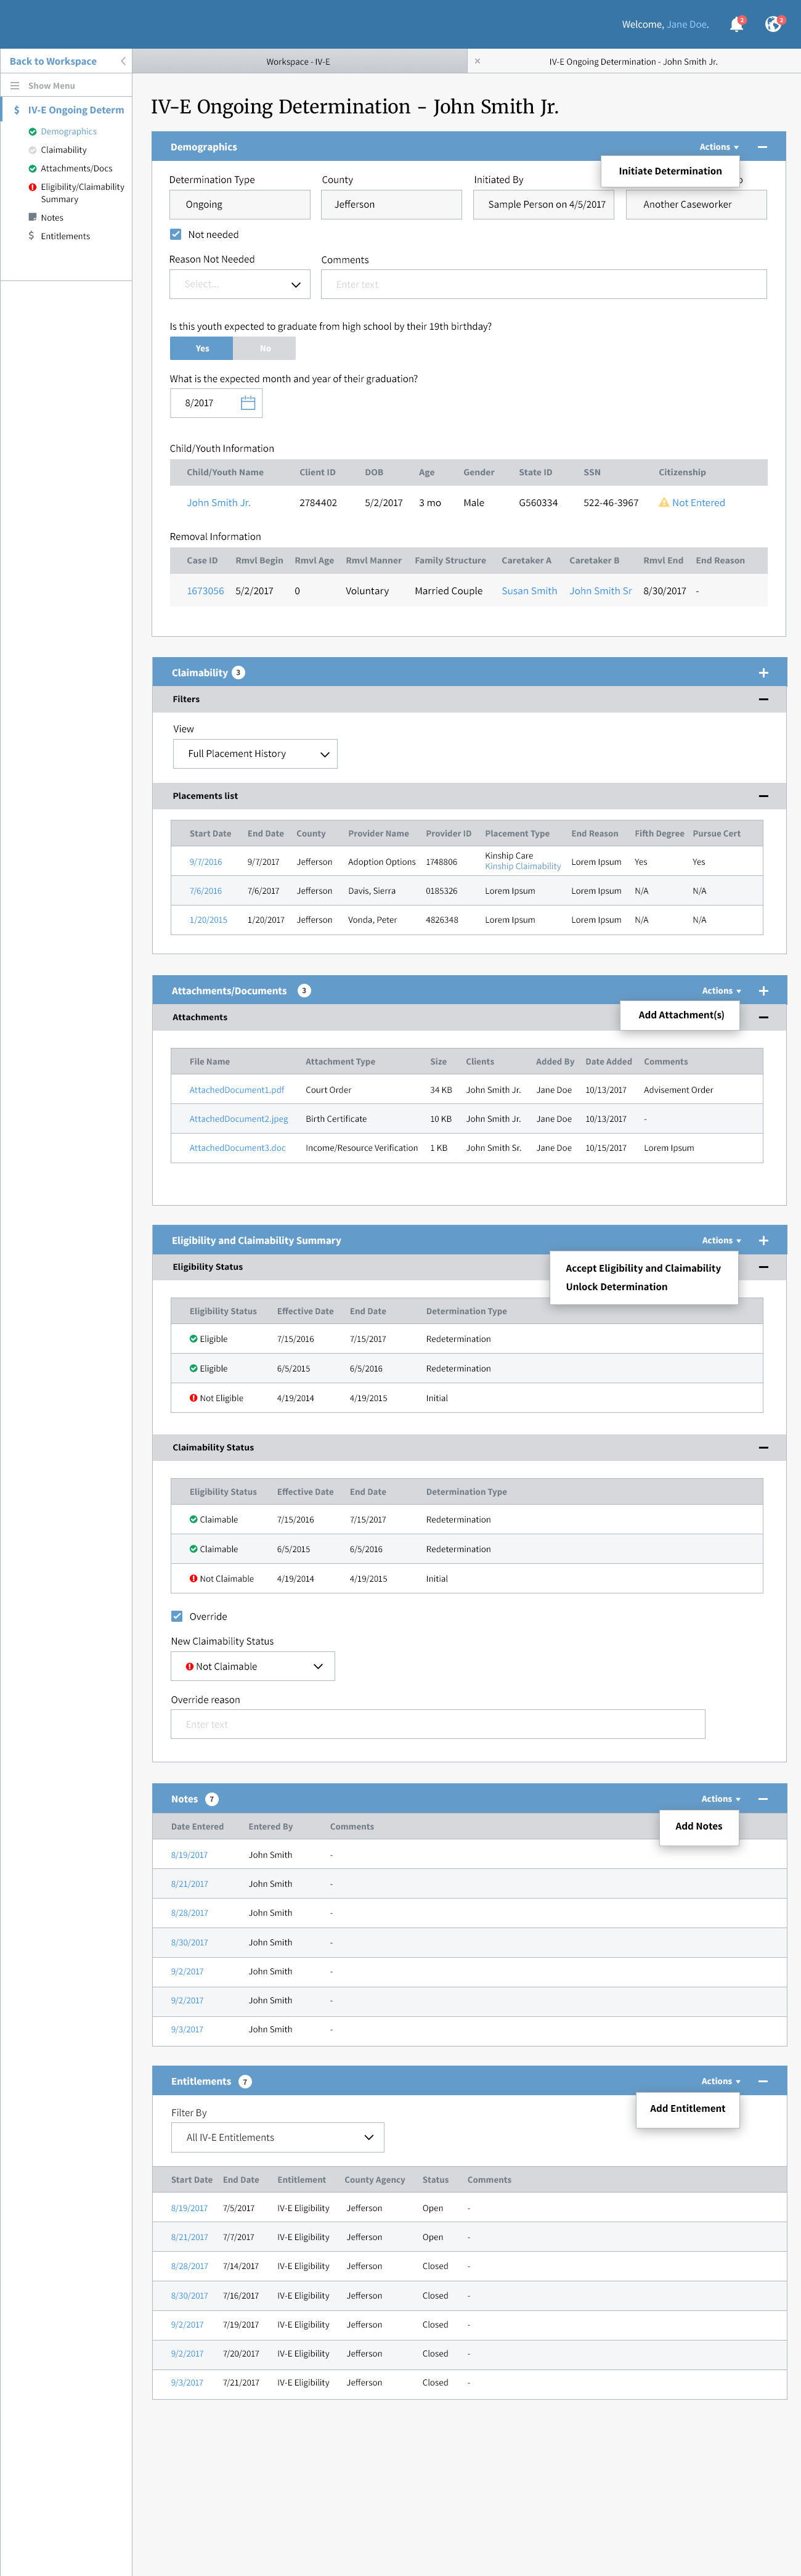 Welcome, Jane Doe.
2
2
Back to Workspace
Workspace - IV-E
IV-E Ongoing Determination - John Smith Jr.
Show Menu
$ IV-E Ongoing Determ
Demographics
Claimability
Attachments/Docs
Eligibility/Claimability
Summary
Notes
$ Entitlements
IV-E Ongoing Determination - John Smith Jr.
Demographics Actions
Initiate Determination
Determination Type County Initiated By
Ongoing Jefferson Sample Person on 4/5/2017 Another Caseworker
Not needed
Reason Not Needed Comments
Select... Enter text
Is this youth expected to graduate from high school by their 19th birthday?
Yes No
What is the expected month and year of their graduation?
8/2017
Child/Youth Information
Child/Youth Name Client ID DOB Age Gender State ID SSN Citizenship
John Smith Jr. 2784402 5/2/2017 3 mo Male G560334 522-46-3967 Not Entered
Removal Information
Case ID Rmvl Begin Rmvl Age Rmvl Manner Family Structure Caretaker A Caretaker B Rmvl End End Reason
1673056 5/2/2017 0 Voluntary Married Couple Susan Smith John Smith Sr 8/30/2017 -
Claimability 3
Filters
View
Full Placement History
Placements list
Start Date End Date County Provider Name Provider ID Placement Type End Reason Fifth Degree Pursue Cert
9/7/2016 9/7/2017 Jefferson Adoption Options 1748806 Kinship Care Lorem Ipsum Yes Yes
Kinship Claimability
7/6/2016 7/6/2017 Jefferson Davis, Sierra 0185326 Lorem Ipsum Lorem Ipsum N/A N/A
1/20/2015 1/20/2017 Jefferson Vonda, Peter 4826348 Lorem Ipsum Lorem Ipsum N/A N/A
Attachments/Documents 3 Actions
Attachments Add Attachment(s)
File Name Attachment Type Size Clients Added By Date Added Comments
AttachedDocument1.pdf Court Order 34 KB John Smith Jr. Jane Doe 10/13/2017 Advisement Order
AttachedDocument2.jpeg Birth Certificate 10 KB John Smith Jr. Jane Doe 10/13/2017 -
AttachedDocument3.doc Income/Resource Verification 1 KB John Smith Sr. Jane Doe 10/15/2017 Lorem Ipsum
Eligibility and Claimability Summary Actions
Eligibility Status Accept Eligibility and Claimability
Unlock Determination
Eligibility Status Effective Date End Date Determination Type
Eligible 7/15/2016 7/15/2017 Redetermination
Eligible 6/5/2015 6/5/2016 Redetermination
Not Eligible 4/19/2014 4/19/2015 Initial
Claimability Status
Eligibility Status Effective Date End Date Determination Type
Claimable 7/15/2016 7/15/2017 Redetermination
Claimable 6/5/2015 6/5/2016 Redetermination
Not Claimable 4/19/2014 4/19/2015 Initial
Override
New Claimability Status
Not Claimable
Override reason
Enter text
Notes 7 Actions
Add Notes
Date Entered Entered By Comments
8/19/2017 John Smith -
8/21/2017 John Smith -
8/28/2017 John Smith -
8/30/2017 John Smith -
9/2/2017 John Smith -
9/2/2017 John Smith -
9/3/2017 John Smith -
Entitlements 7 Actions
Add Entitlement
Filter By
All IV-E Entitlements
Start Date End Date Entitlement County Agency Status Comments
8/19/2017 7/5/2017 IV-E Eligibility Jefferson Open -
8/21/2017 7/7/2017 IV-E Eligibility Jefferson Open -
8/28/2017 7/14/2017 IV-E Eligibility Jefferson Closed -
8/30/2017 7/16/2017 IV-E Eligibility Jefferson Closed -
9/2/2017 7/19/2017 IV-E Eligibility Jefferson Closed -
9/2/2017 7/20/2017 IV-E Eligibility Jefferson Closed -
9/3/2017 7/21/2017 IV-E Eligibility Jefferson Closed -